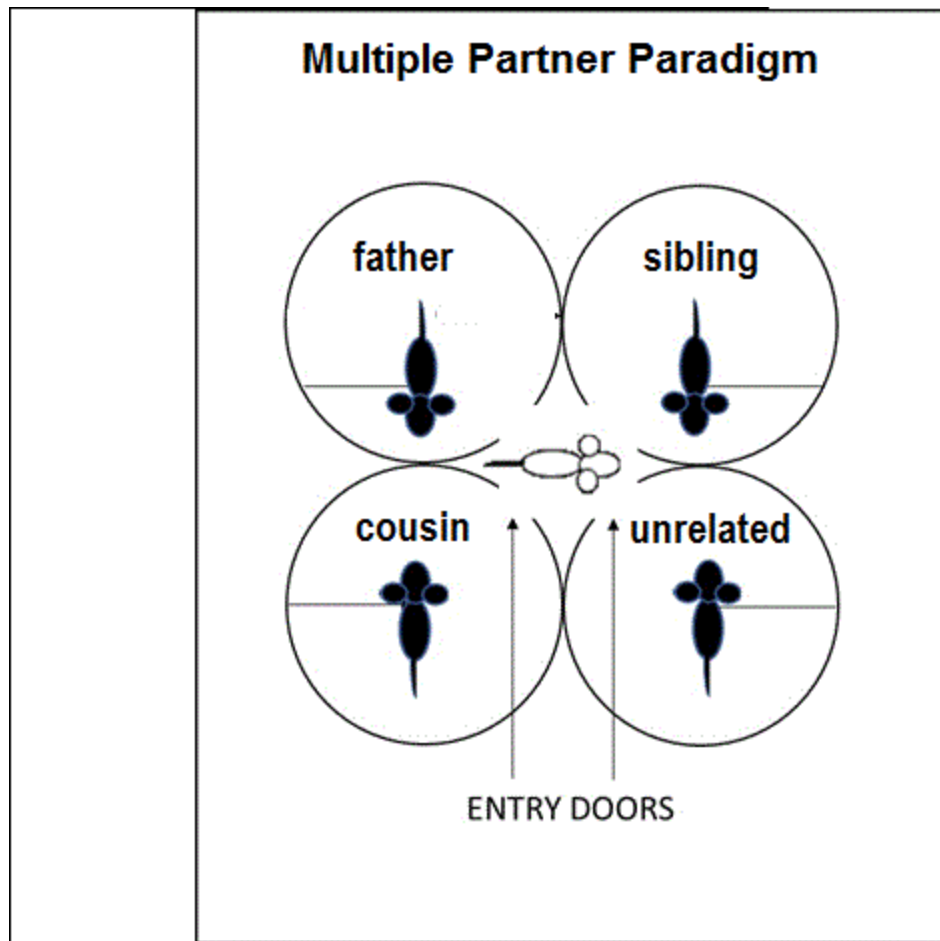 Multiple Partner Paradigm
father
sibling
cousin
unrelated
ENTRY DOORS